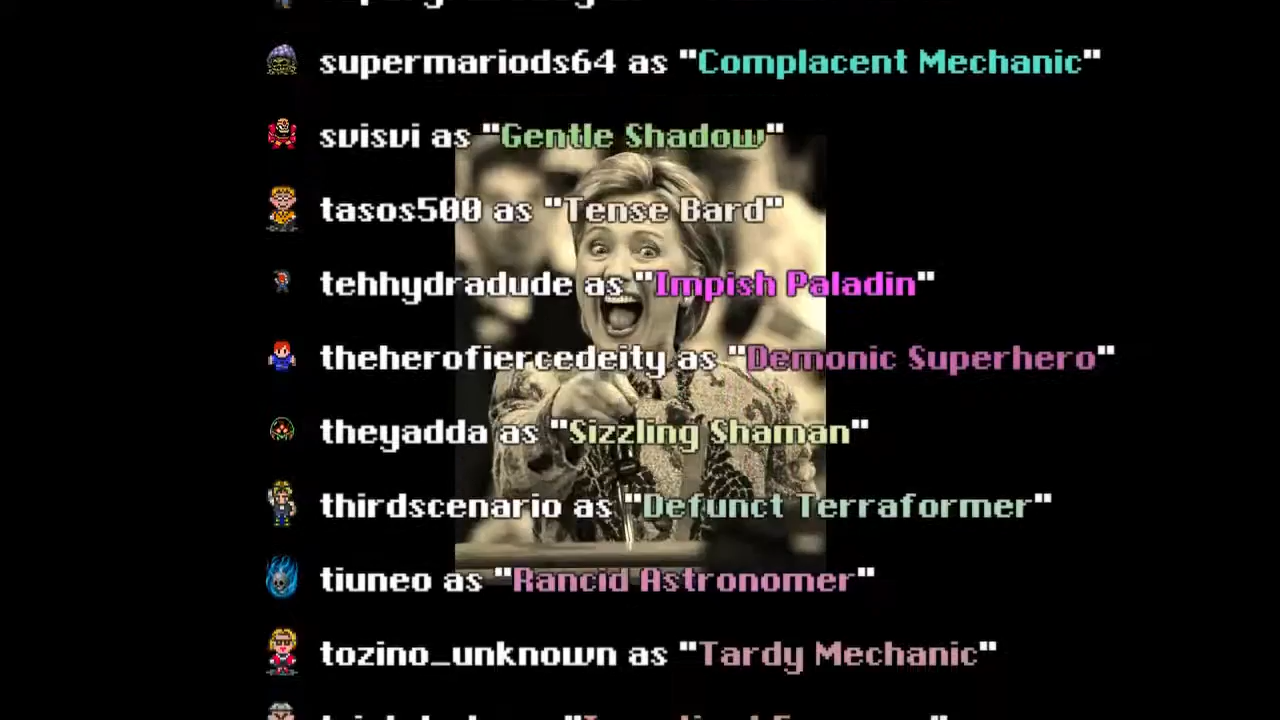 supermariods64 as "Complacent Mechanic"
svisvi as "Gentle Shadow"
tasos500 as "Tense Bard"
tehhydradude as "Impish Paladin"
theherofiercedeity as "Demonic Superhero"
theyadda as "Sizzling Shaman"
thirdscenario as "Defunct Terraformer"
tiuneo as "Rancid Astronomer"
tozino_unknown as "Tardy Mechanic"